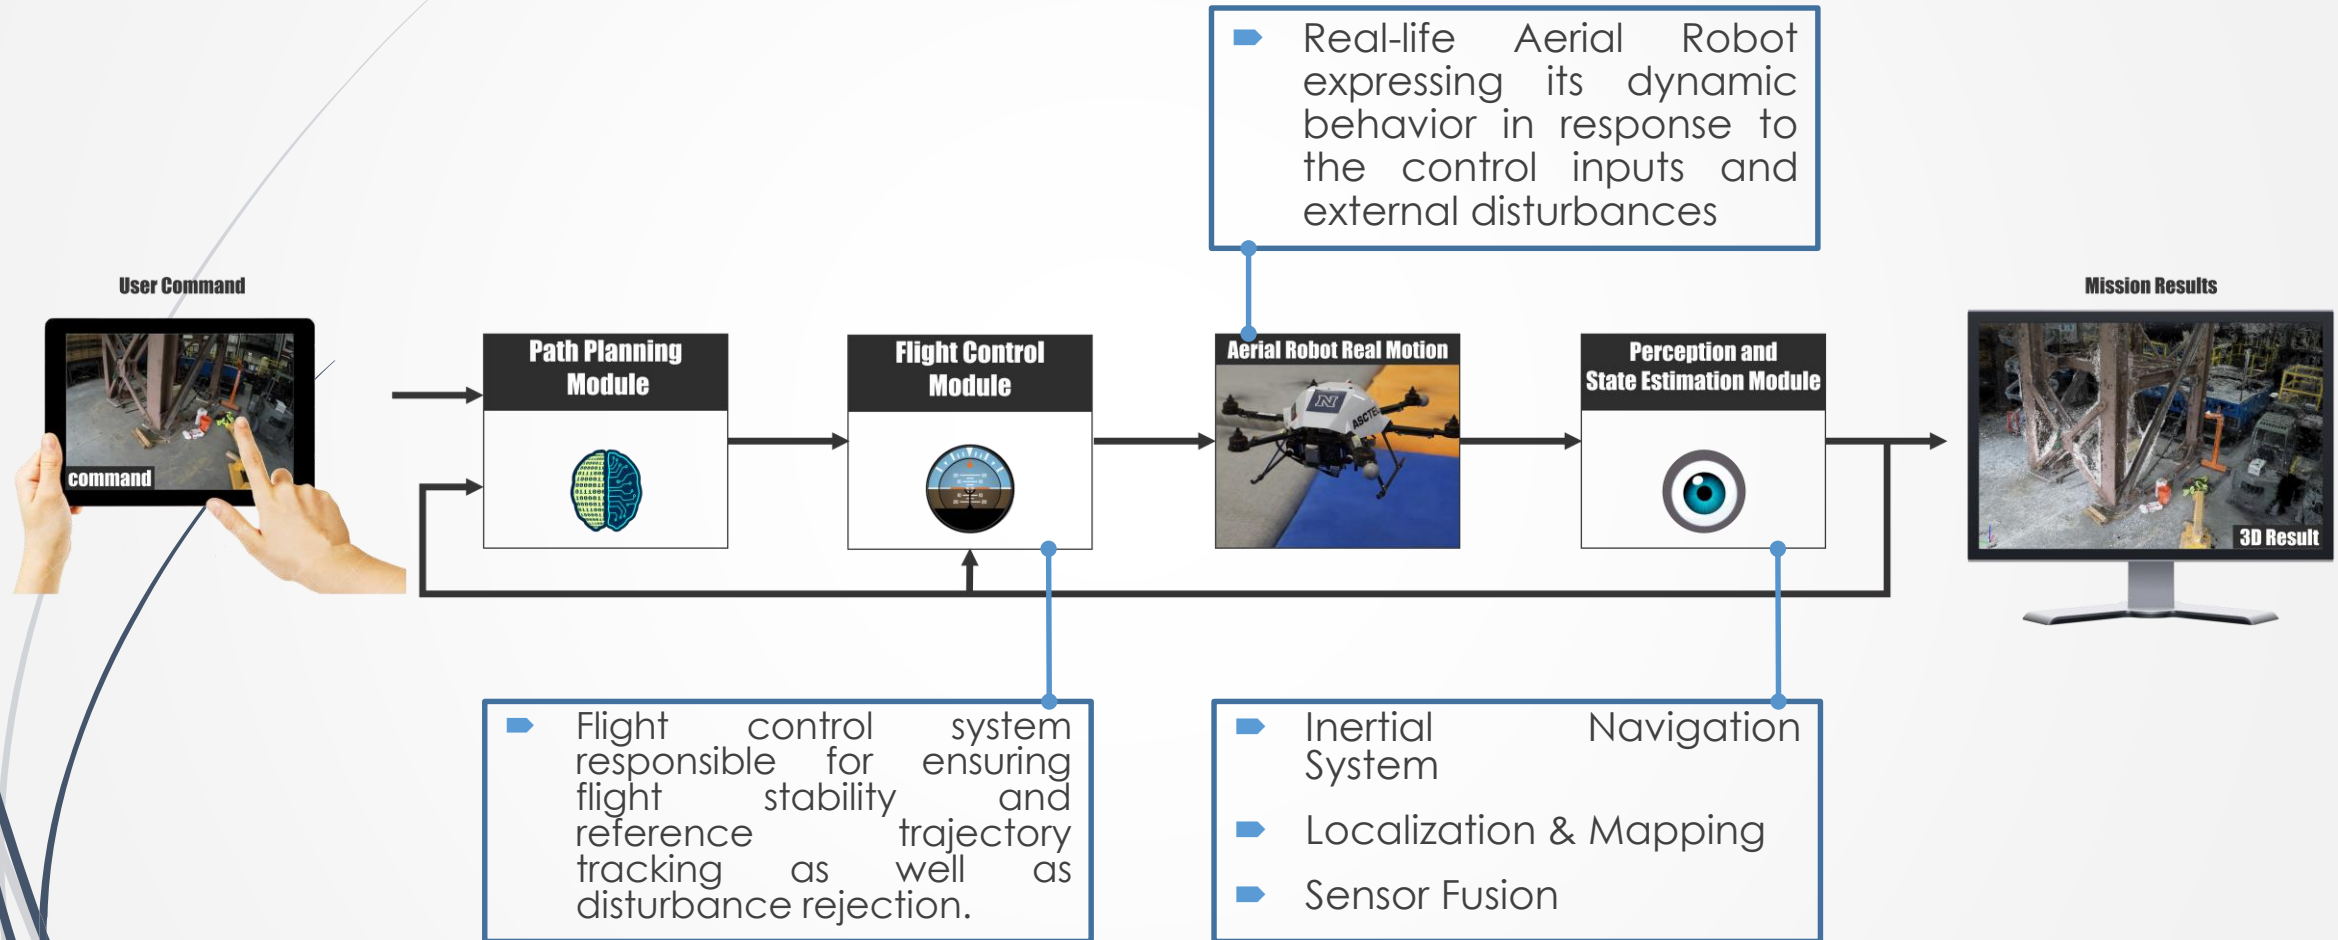 Real-life Aerial Robot
expressing its dynamic
behavior in response to
the control inputs and
external disturbances
User Command
Mission Results
command
Path Planning
Module
Flight Control
Module
Aerial Robot Real Motion
N
ASCTEC
Perception and
State Estimation Module
3D Result
Flight control system
responsible for ensuring
flight stability and
reference trajectory
tracking as well as
disturbance rejection.
Inertial Navigation
System
Localization & Mapping
Sensor Fusion